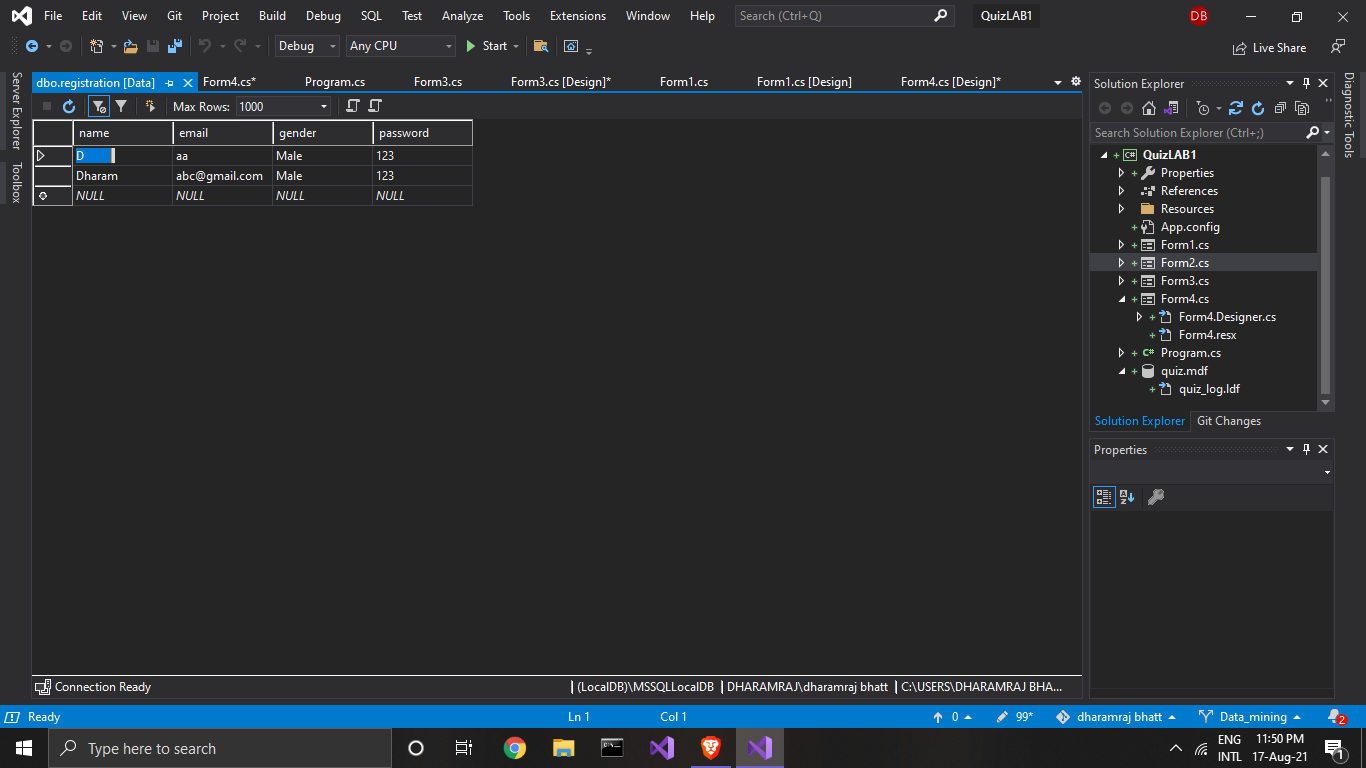 File Edit View Git Project Build Debug SQL Test Analyze Tools Extensions Window Help Search (Ctrl+Q) QuizLAB1 DB
Debug Any CPU Start Live Share
Server Explorer
Toolbox
dbo.registration [Data] Form4.cs* Program.cs Form3.cs Form3.cs [Design]* Form1.cs Form1.cs [Design] Form4.cs [Design]*
Max Rows: 1000
name email gender password
D aa Male 123
Dharam abc@gmail.com Male 123
NULL NULL NULL NULL
Connection Ready (LocalDB)\MSSQLLocalDB DHARAMRAJ\dharamraj bhatt C:\USERS\DHARAMRAJ BHA...
Solution Explorer
Search Solution Explorer (Ctrl+;)
C# QuizLAB1
Properties
References
Resources
App.config
Form1.cs
Form2.cs
Form3.cs
Form4.cs
Form4.Designer.cs
Form4.resx
C# Program.cs
quiz.mdf
quiz_log.ldf
Solution Explorer Git Changes
Properties
Diagnostic Tools
Ready Ln 1 Col 1 0 99* dharamraj bhatt Data_mining 2
Type here to search
ENG 11:50 PM
INTL 17-Aug-21 1